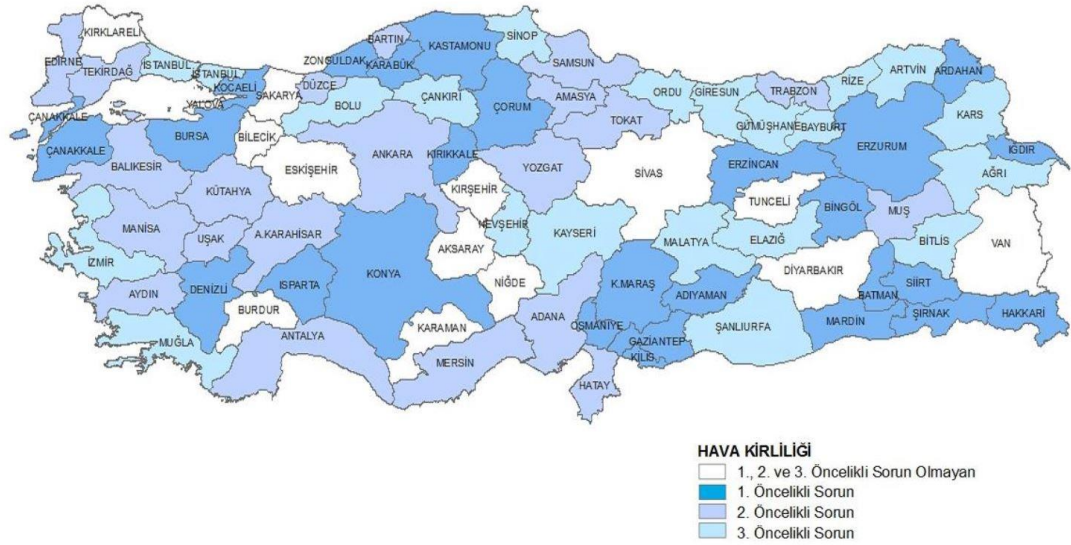 KIRKLARELİ
EDİRNE
TEKİRDAĞ
İSTANBUL
İSTANBUL
KOCAELİ
YALOVA
SAKARYA
DÜZCE
ZONGULDAK
BARTIN
KARABÜK
KASTAMONU
SİNOP
SAMSUN
ORDU
GİRESUN
TRABZON
RİZE
ARTVİN
ARDAHAN
ÇANAKKALE
ÇANAKKALE
BURSA
BİLECİK
BOLU
ÇANKIRI
ÇORUM
AMASYA
TOKAT
GÜMÜŞHANE
BAYBURT
ERZURUM
KARS
IĞDIR
AĞRI
BALIKESİR
KÜTAHYA
ESKİŞEHİR
ANKARA
KIRIKKALE
YOZGAT
SİVAS
ERZİNCAN
TUNCELİ
BİNGÖL
MUŞ
BİTLİS
VAN
MANİSA
UŞAK
A.KARAHİSAR
KIRŞEHİR
NEVŞEHİR
KAYSERİ
MALATYA
ELAZIĞ
İZMİR
AYDIN
DENİZLİ
ISPARTA
BURDUR
KONYA
AKSARAY
NİĞDE
K.MARAŞ
ADIYAMAN
DİYARBAKIR
BATMAN
SİİRT
ŞIRNAK
HAKKARİ
MUĞLA
ANTALYA
KARAMAN
MERSİN
ADANA
OSMANİYE
GAZİANTEP
KİLİS
ŞANLIURFA
MARDİN
HATAY
HAVA KİRLİLİĞİ
1., 2. ve 3. Öncelikli Sorun Olmayan
1. Öncelikli Sorun
2. Öncelikli Sorun
3. Öncelikli Sorun